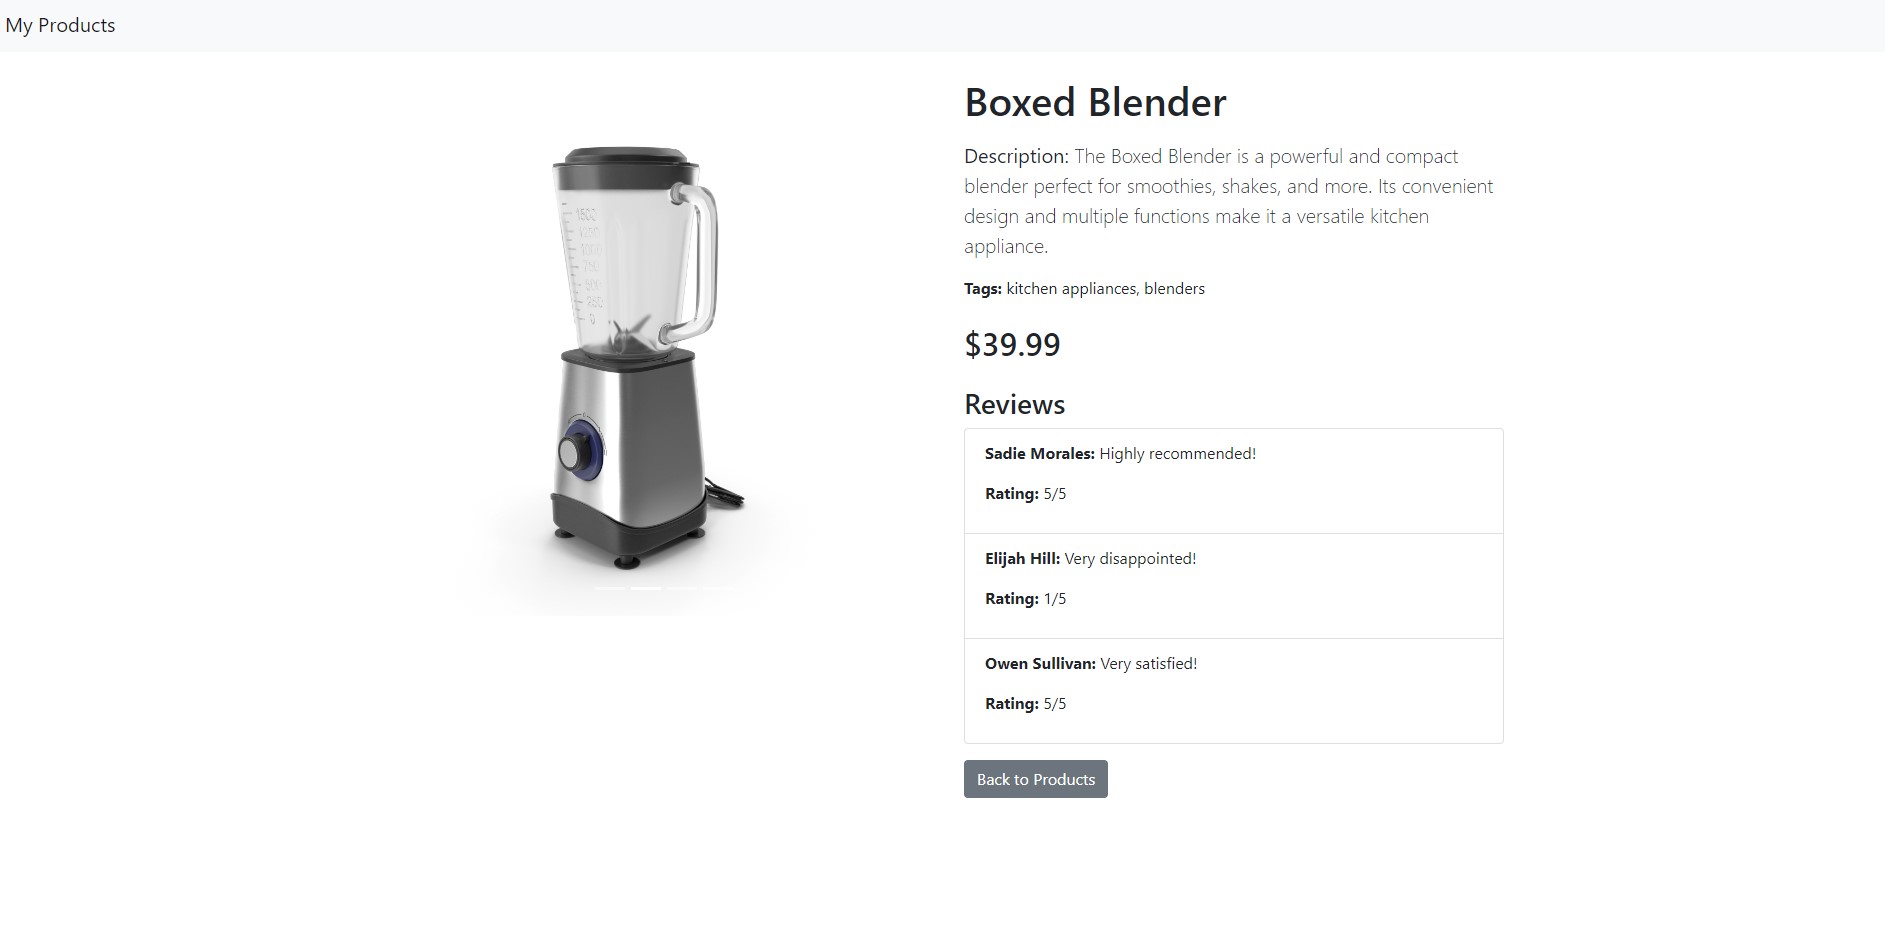 My Products
Boxed Blender
Description: The Boxed Blender is a powerful and compact
blender perfect for smoothies, shakes, and more. Its convenient
design and multiple functions make it a versatile kitchen
appliance.
Tags: kitchen appliances, blenders
$39.99
Reviews
Sadie Morales: Highly recommended!
Rating: 5/5
Elijah Hill: Very disappointed!
Rating: 1/5
Owen Sullivan: Very satisfied!
Rating: 5/5
Back to Products
1500
1250
1000
750
500
250
0